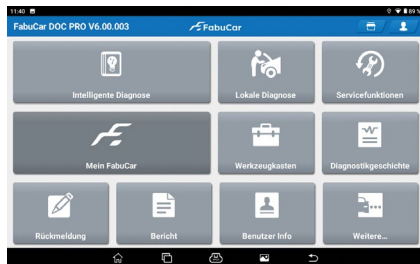 11:40
89 %
FabuCar DOC PRO V6.00.003
FabuCar
Intelligente Diagnose
Lokale Diagnose
Servicefunktionen
Mein FabuCar
Werkzeugkasten
Diagnostikgeschichte
Rückmeldung
Bericht
Benutzer Info
Weitere...